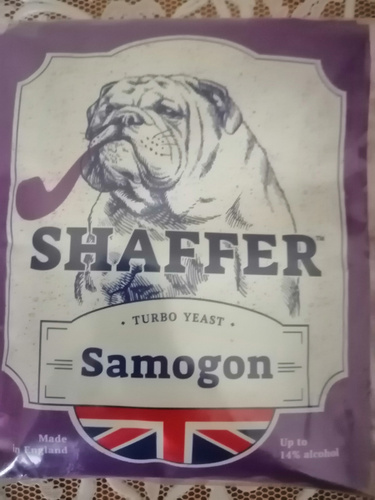 SHAFFER™
· TURBO YEAST ·
Samogon
Made
in England
Up to
14% alcohol